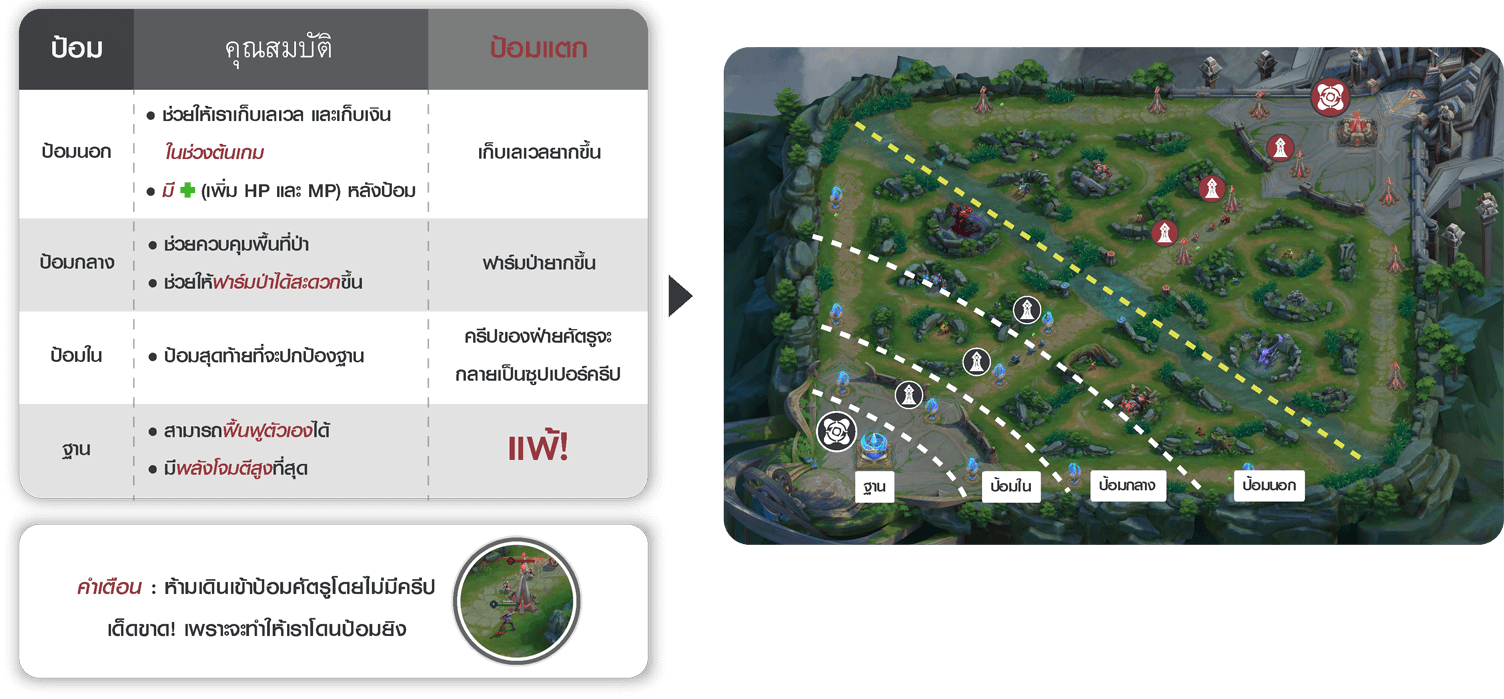 ป้อม
คุณสมบัติ
ป้อมแตก
ป้อมนอก
• ช่วยให้เราเก็บเลเวล และเก็บเงิน
ในช่วงต้นเกม
• มี (เพิ่ม HP และ MP) หลังป้อม
เก็บเลเวลยากขึ้น
ป้อมกลาง
• ช่วยควบคุมพื้นที่ป่า
• ช่วยให้ฟาร์มป่าได้สะดวกขึ้น
ฟาร์มป่ายากขึ้น
ป้อมใน
• ป้อมสุดท้ายที่จะปกป้องฐาน
ครีปของฝ่ายศัตรูจะ
กลายเป็นซูปเปอร์ครีป
ฐาน
• สามารถฟื้นฟูตัวเองได้
• มีพลังโจมตีสูงที่สุด
แพ้!
คำเตือน : ห้ามเดินเข้าป้อมศัตรูโดยไม่มีครีป
เด็ดขาด! เพราะจะทำให้เราโดนป้อมยิง
ฐาน
ป้อมใน
ป้อมกลาง
ป้อมนอก